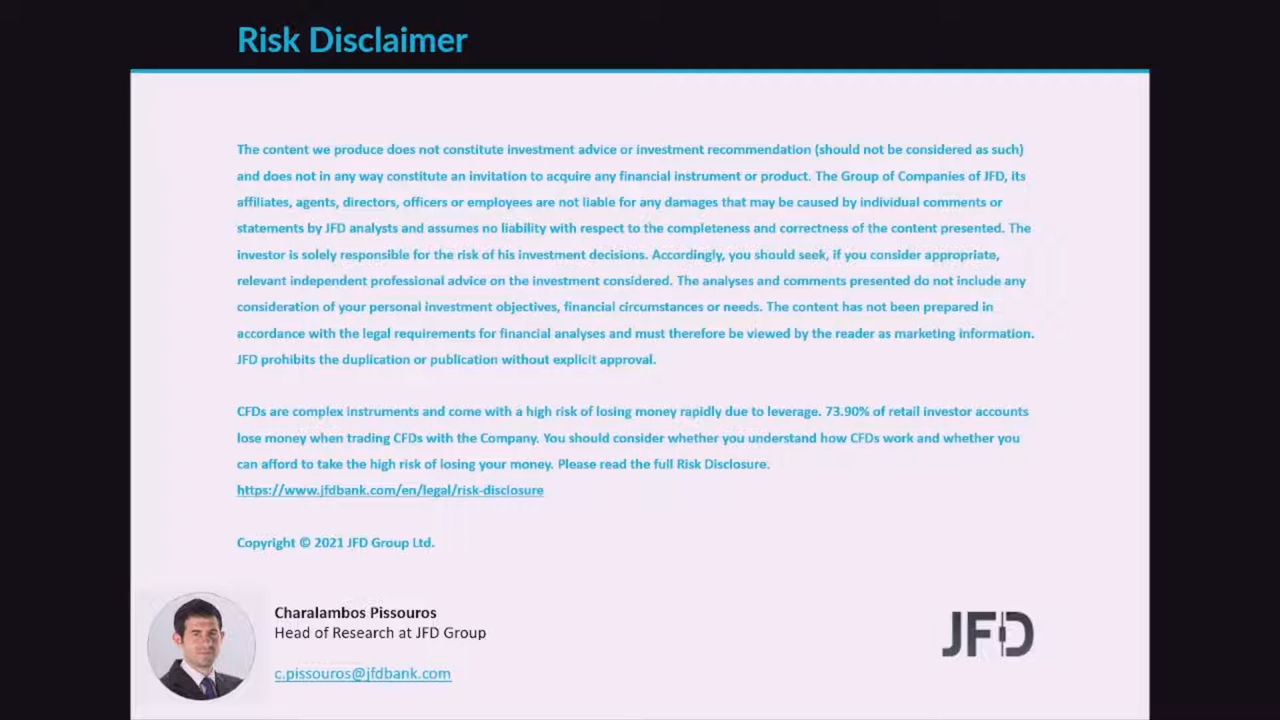 Risk Disclaimer
The content we produce does not constitute investment advice or investment recommendation (should not be considered as such)
and does not in any way constitute an invitation to acquire any financial instrument or product. The Group of Companies of JFD, its
affiliates, agents, directors, officers or employees are not liable for any damages that may be caused by individual comments or
statements by JFD analysts and assumes no liability with respect to the completeness and correctness of the content presented. The
investor is solely responsible for the risk of his investment decisions. Accordingly, you should seek, if you consider appropriate,
relevant independent professional advice on the investment considered. The analyses and comments presented do not include any
consideration of your personal investment objectives, financial circumstances or needs. The content has not been prepared in
accordance with the legal requirements for financial analyses and must therefore be viewed by the reader as marketing information.
JFD prohibits the duplication or publication without explicit approval.
CFDs are complex instruments and come with a high risk of losing money rapidly due to leverage. 73.90% of retail investor accounts
lose money when trading CFDs with the Company. You should consider whether you understand how CFDs work and whether you
can afford to take the high risk of losing your money. Please read the full Risk Disclosure.
https://www.jfdbank.com/en/legal/risk-disclosure
Copyright © 2021 JFD Group Ltd.
Charalambos Pissouros
Head of Research at JFD Group
c.pissouros@jfdbank.com
JFD